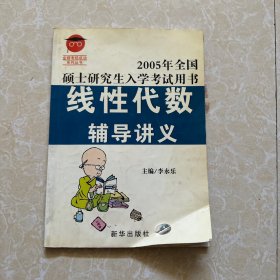 2005年全国
硕士研究生入学考试用书
线性代数
辅导讲义
主编/李永乐
新华出版社